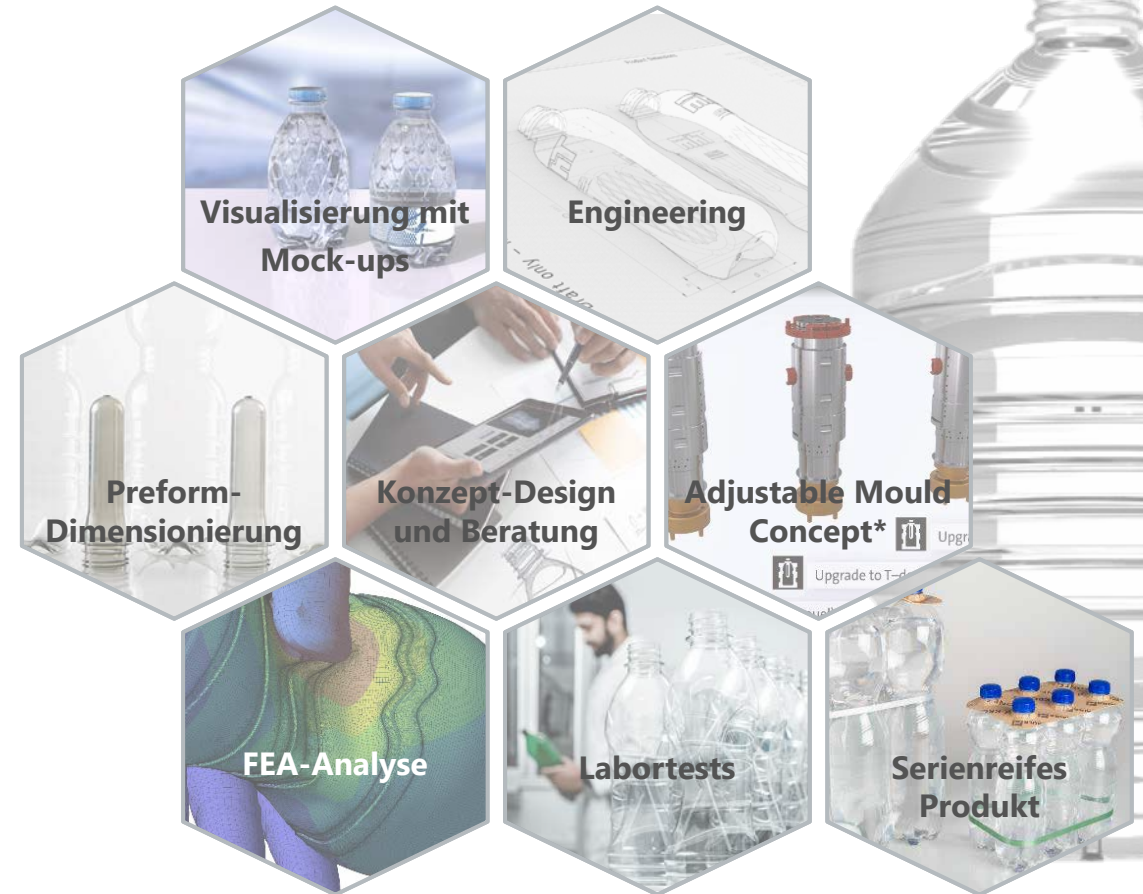 Visualisierung mit
Mock-ups
Engineering
Preform-
Dimensionierung
Konzept-Design
und Beratung
Adjustable Mould
Concept*
Upgra
Upgrade to T-d
FEA-Analyse
Labortests
Serienreifes
Produkt